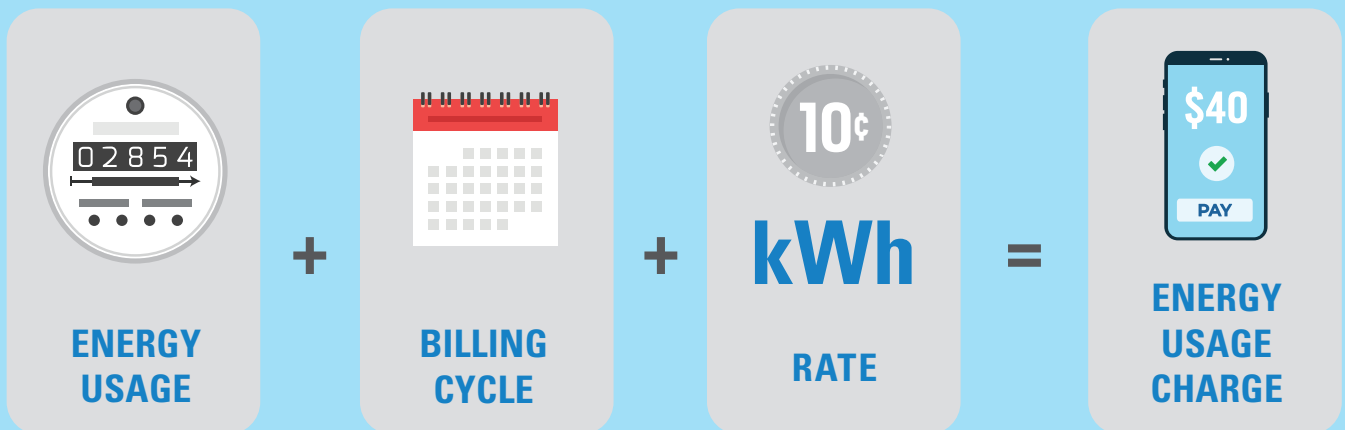 02854
+
+
10¢
kWh
=
$40
PAY
ENERGY
USAGE
BILLING
CYCLE
RATE
ENERGY
USAGE
CHARGE